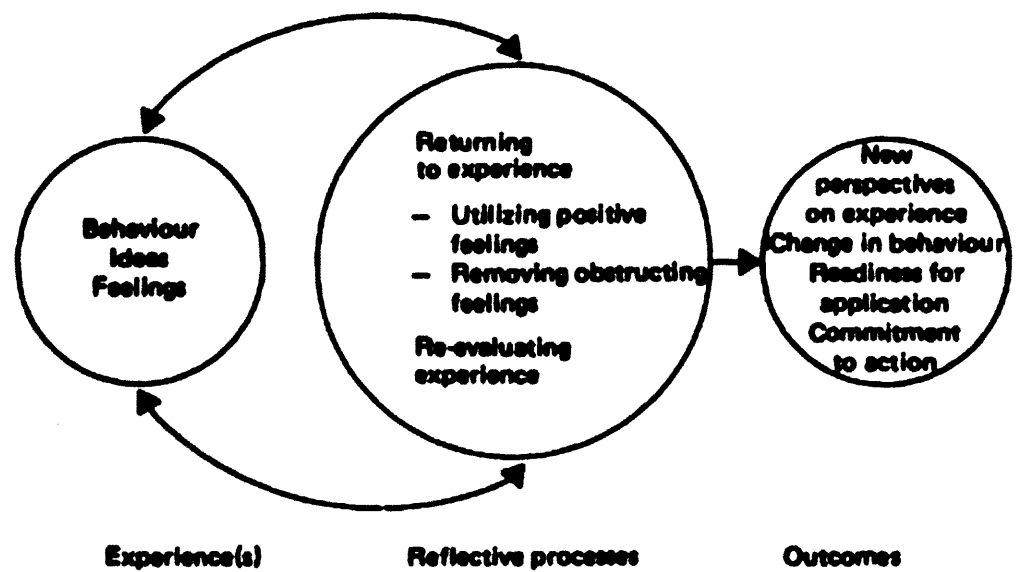 Behaviour
Ideas
Feelings
Returning
to experience
– Utilizing positive
feelings
– Removing obstructing
feelings
Re-evaluating
experience
New
perspectives
on experience
Change in behaviour
Readiness for
application
Commitment
to action
Experience(s)
Reflective processes
Outcomes